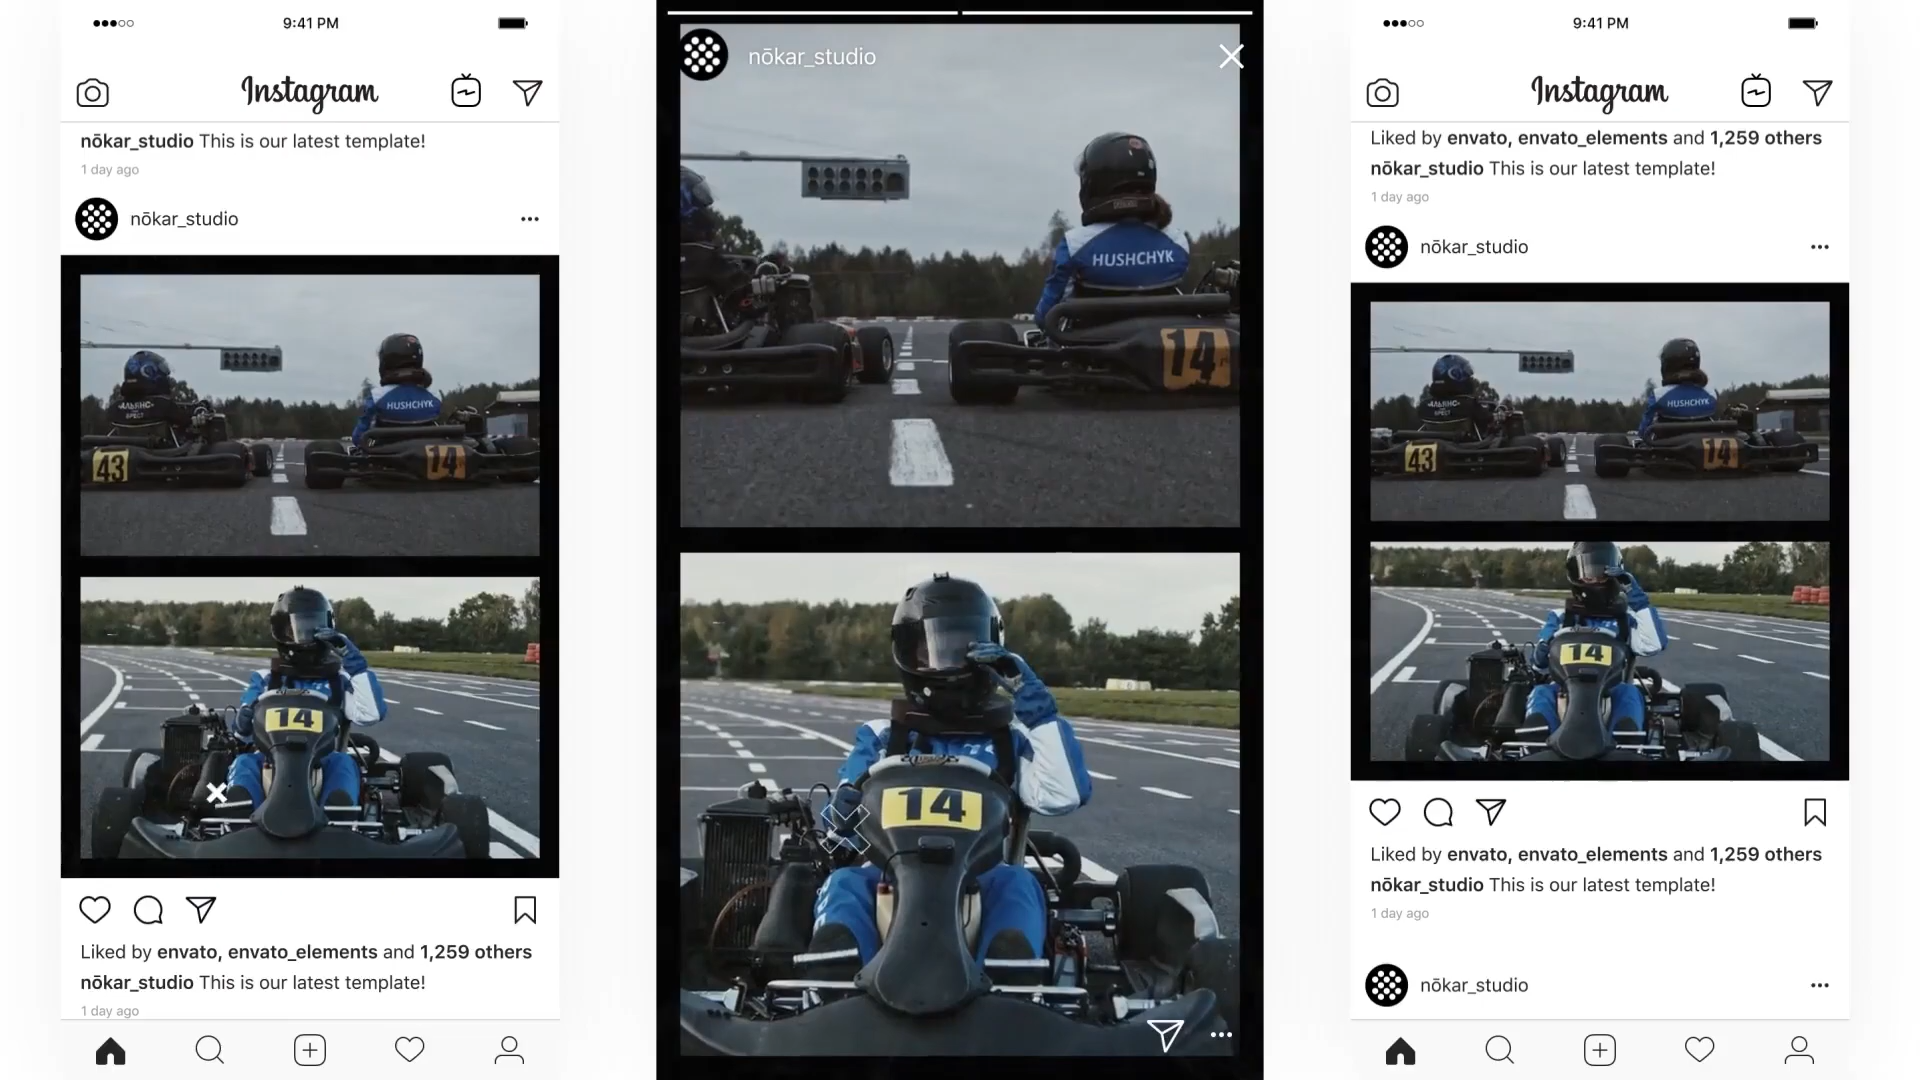 9:41 PM
Instagram
nōkar_studio This is our latest template!
1 day ago
nōkar_studio
АЛЬЯНС
БРЕСТ
HUSHCHYK
43
14
14
Liked by envato, envato_elements and 1,259 others
nōkar_studio This is our latest template!
1 day ago
nōkar_studio
HUSHCHYK
14
14
9:41 PM
Instagram
Liked by envato, envato_elements and 1,259 others
nōkar_studio This is our latest template!
1 day ago
nōkar_studio
АЛЬЯНС
БРЕСТ
HUSHCHYK
43
14
14
Liked by envato, envato_elements and 1,259 others
nōkar_studio This is our latest template!
1 day ago
nōkar_studio